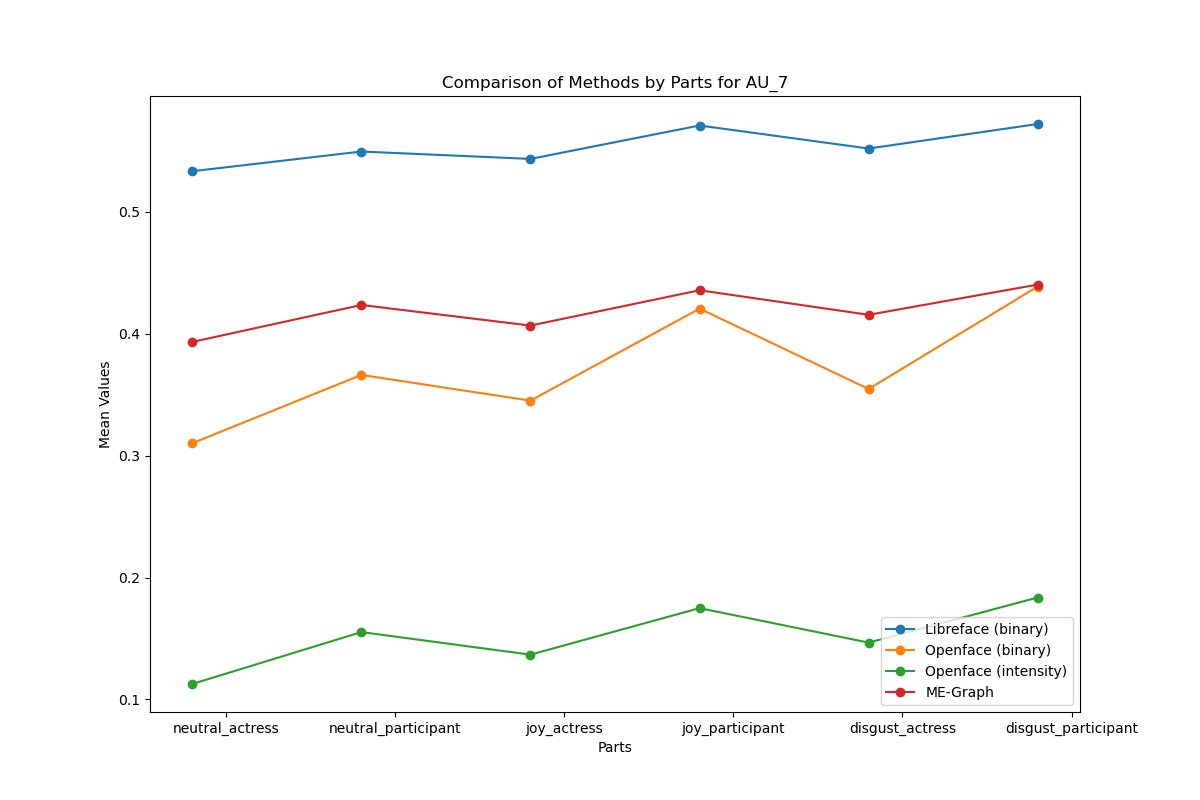 Comparison of Methods by Parts for AU_7
Mean Values
0.5
0.4
0.3
0.2
0.1
Libreface (binary)
Openface (binary)
Openface (intensity)
ME-Graph
neutral_actress
neutral_participant
joy_actress
joy_participant
disgust_actress
disgust_participant
Parts